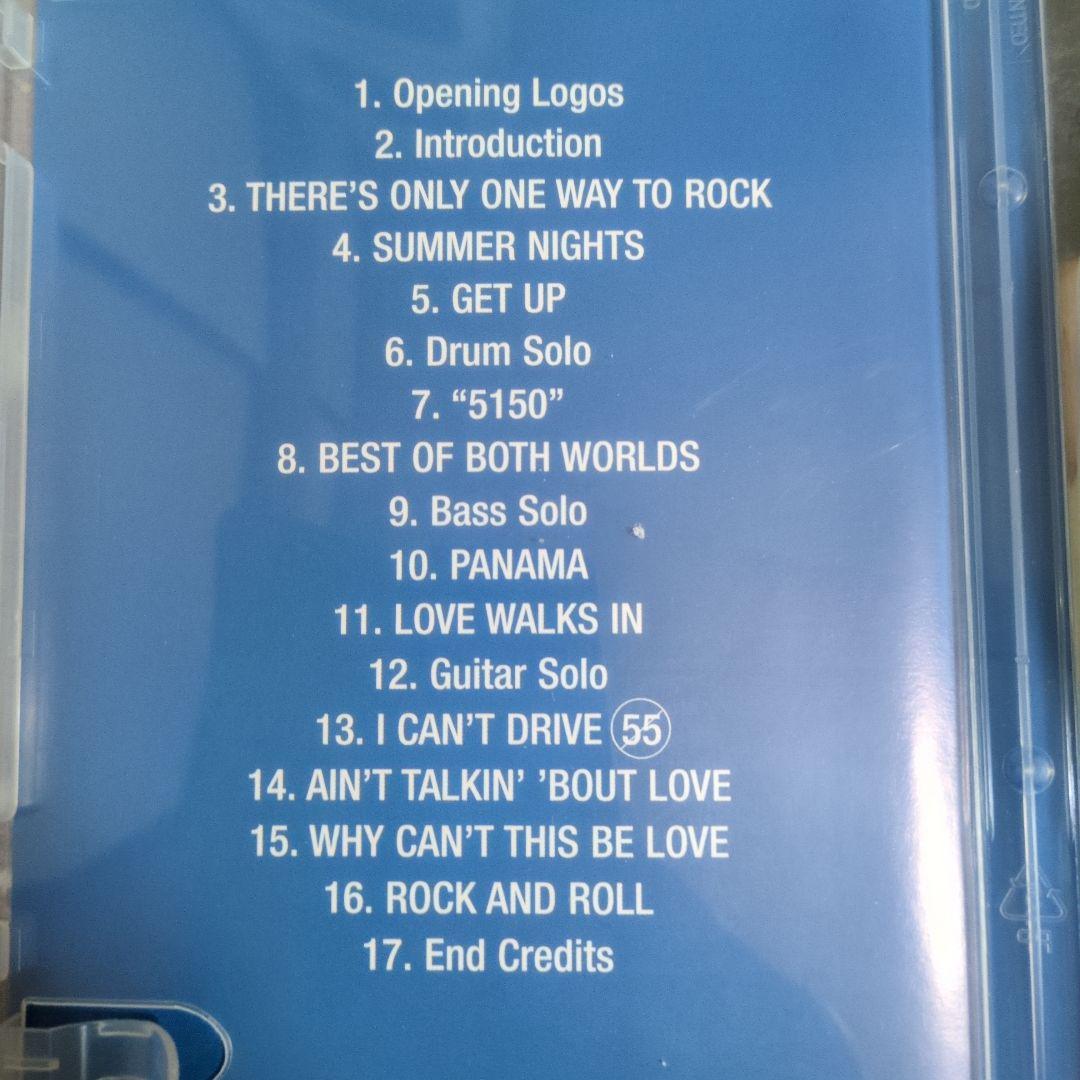 1. Opening Logos
2. Introduction
3. THERE’S ONLY ONE WAY TO ROCK
4. SUMMER NIGHTS
5. GET UP
6. Drum Solo
7. “5150”
8. BEST OF BOTH WORLDS
9. Bass Solo
10. PANAMA
11. LOVE WALKS IN
12. Guitar Solo
13. I CAN’T DRIVE 55
14. AIN’T TALKIN’ ’BOUT LOVE
15. WHY CAN’T THIS BE LOVE
16. ROCK AND ROLL
17. End Credits